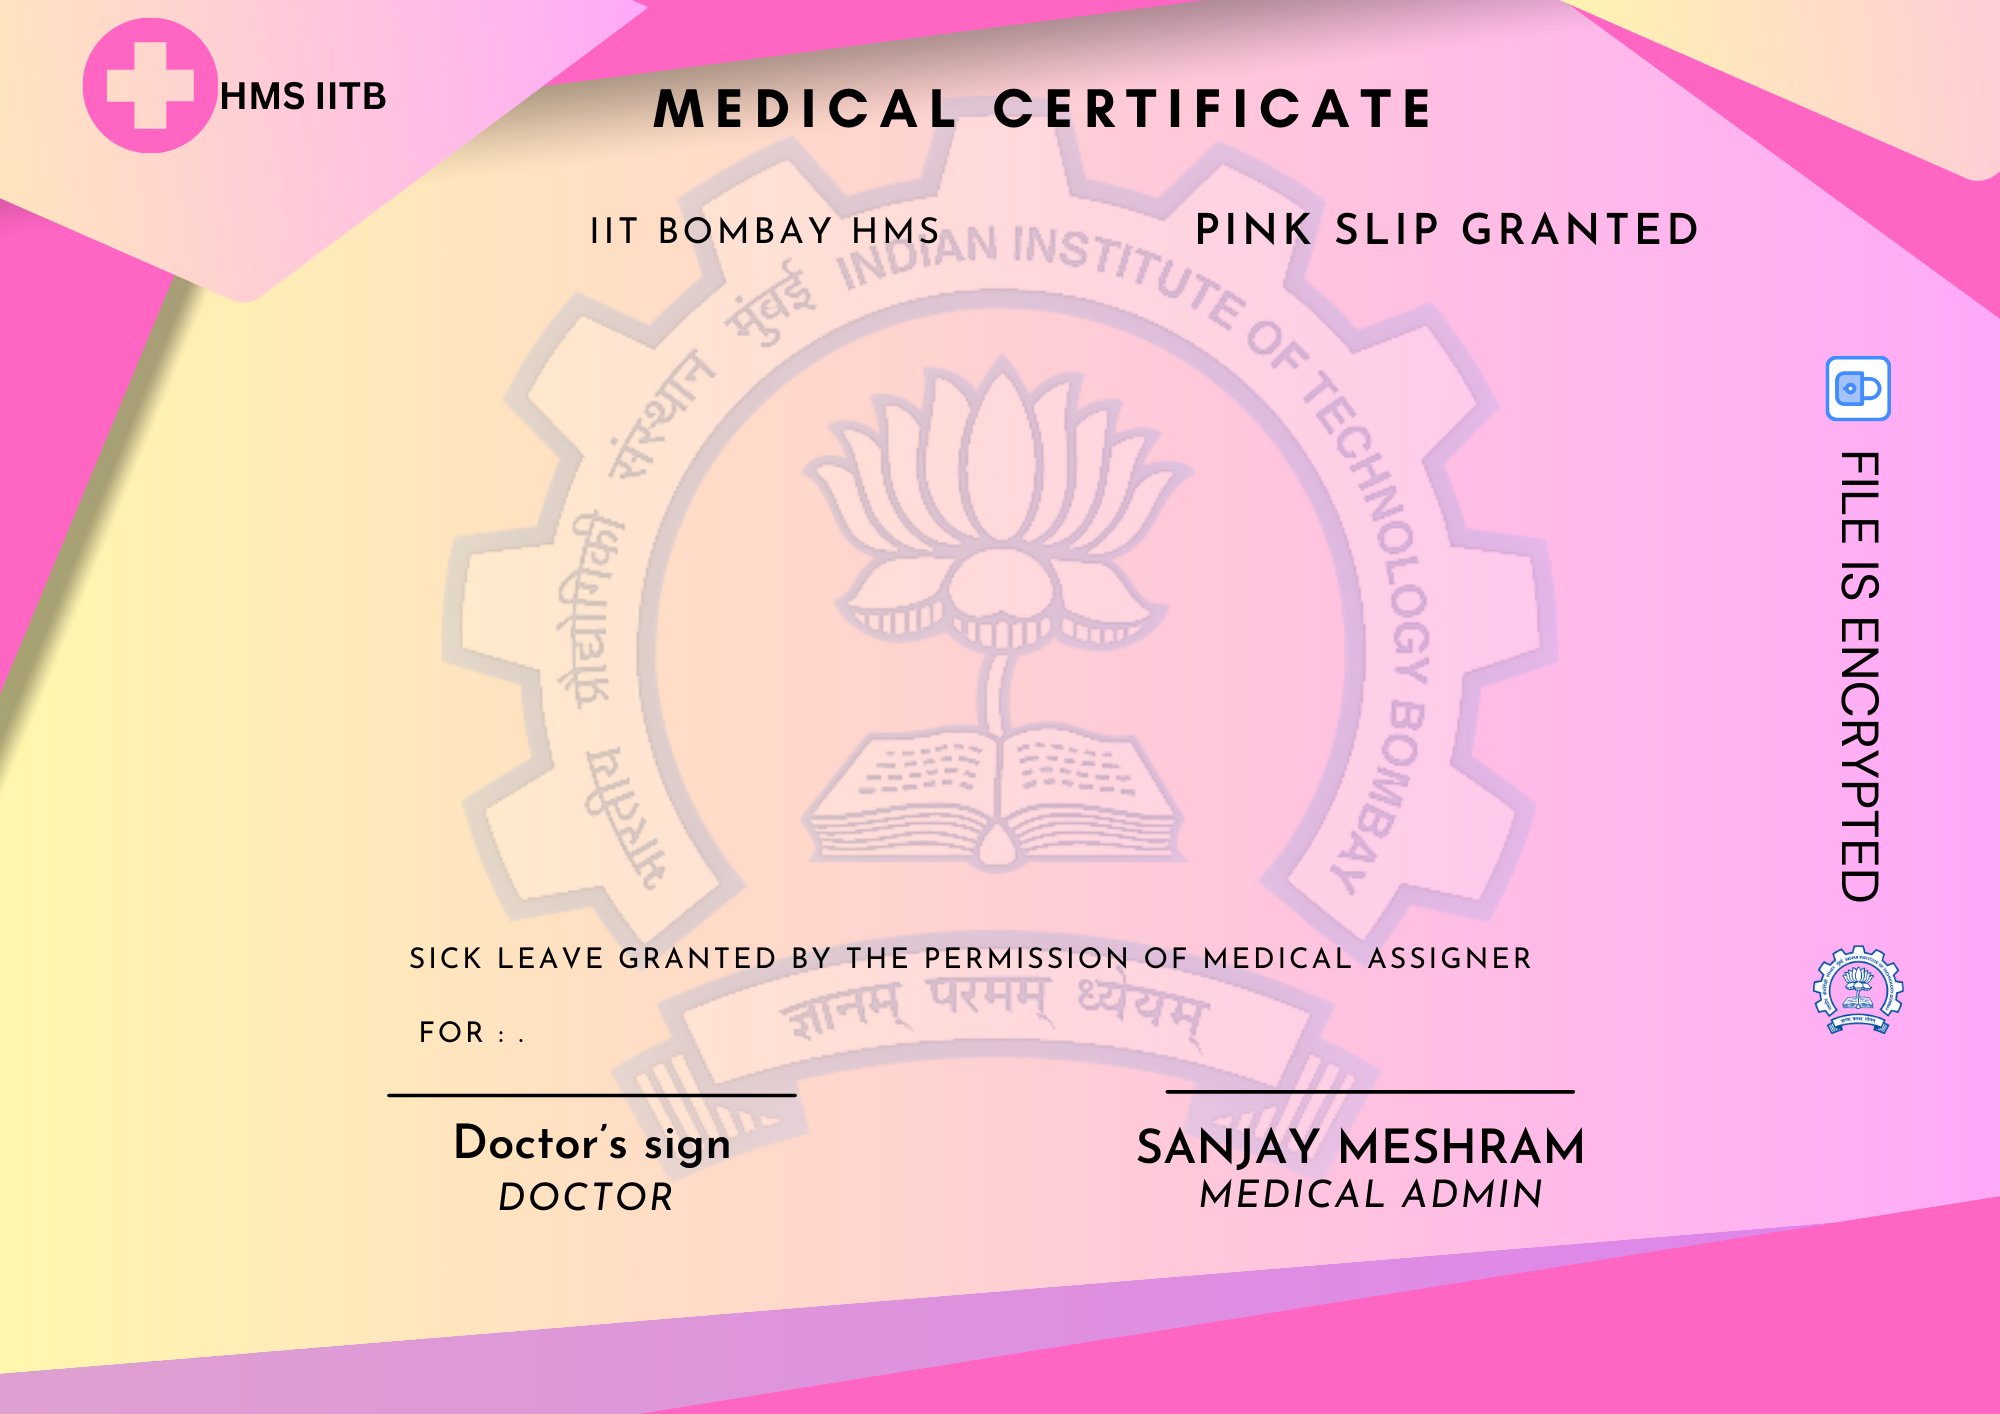 HMS IITB
MEDICAL CERTIFICATE
IIT BOMBAY HMS
PINK SLIP GRANTED
भारतीय प्रौद्योगिकी संस्थान मुंबई INDIAN INSTITUTE OF TECHNOLOGY BOMBAY
FILE IS ENCRYPTED
SICK LEAVE GRANTED BY THE PERMISSION OF MEDICAL ASSIGNER
ज्ञानम् परमम् ध्येयम्
FOR : .
Doctor’s sign
DOCTOR
SANJAY MESHRAM
MEDICAL ADMIN